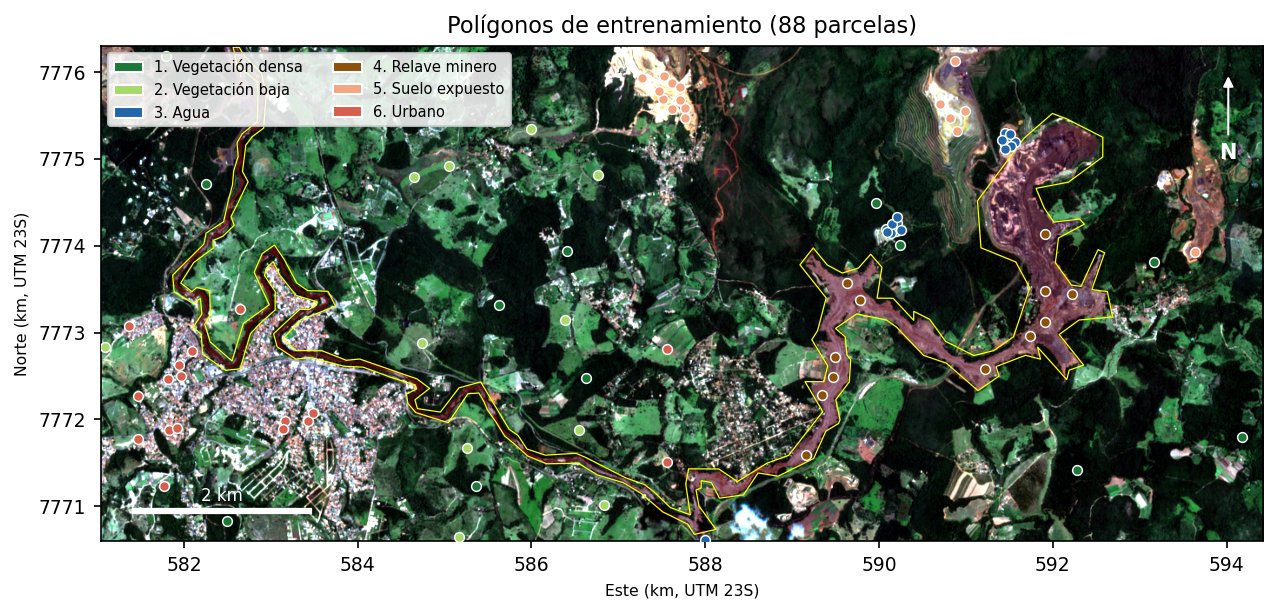 Polígonos de entrenamiento (88 parcelas)
1. Vegetación densa
2. Vegetación baja
3. Agua
4. Relave minero
5. Suelo expuesto
6. Urbano
N
2 km
7776
7775
7774
7773
7772
7771
Norte (km, UTM 23S)
582 584 586 588 590 592 594
Este (km, UTM 23S)